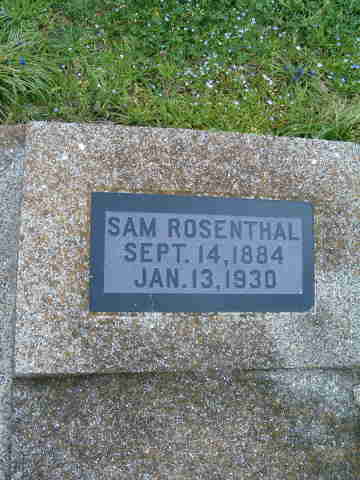 SAM ROSENTHAL
SEPT. 14, 1884
JAN. 13, 1930